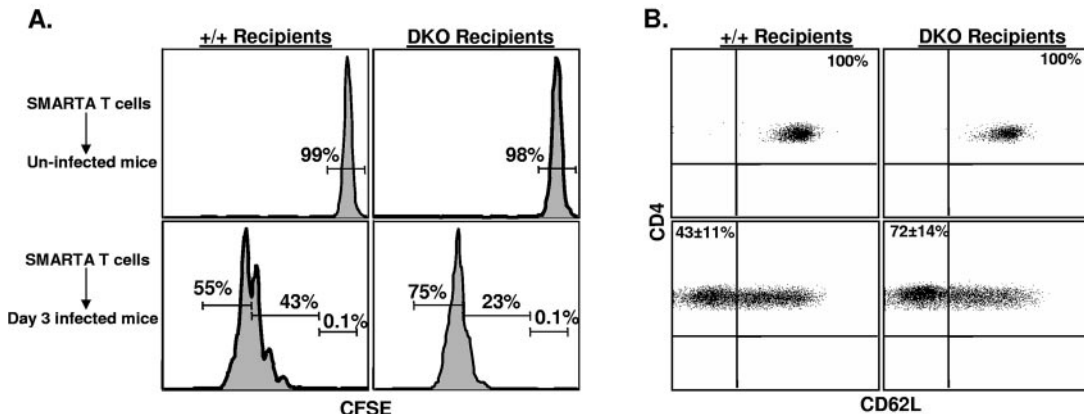 A.
+/+ Recipients
DKO Recipients
SMARTA T cells
Un-infected mice
99%
98%
SMARTA T cells
Day 3 infected mice
55%
43%
0.1%
75%
23%
0.1%
CFSE
B.
+/+ Recipients
DKO Recipients
100%
100%
CD4
43±11%
72±14%
CD62L